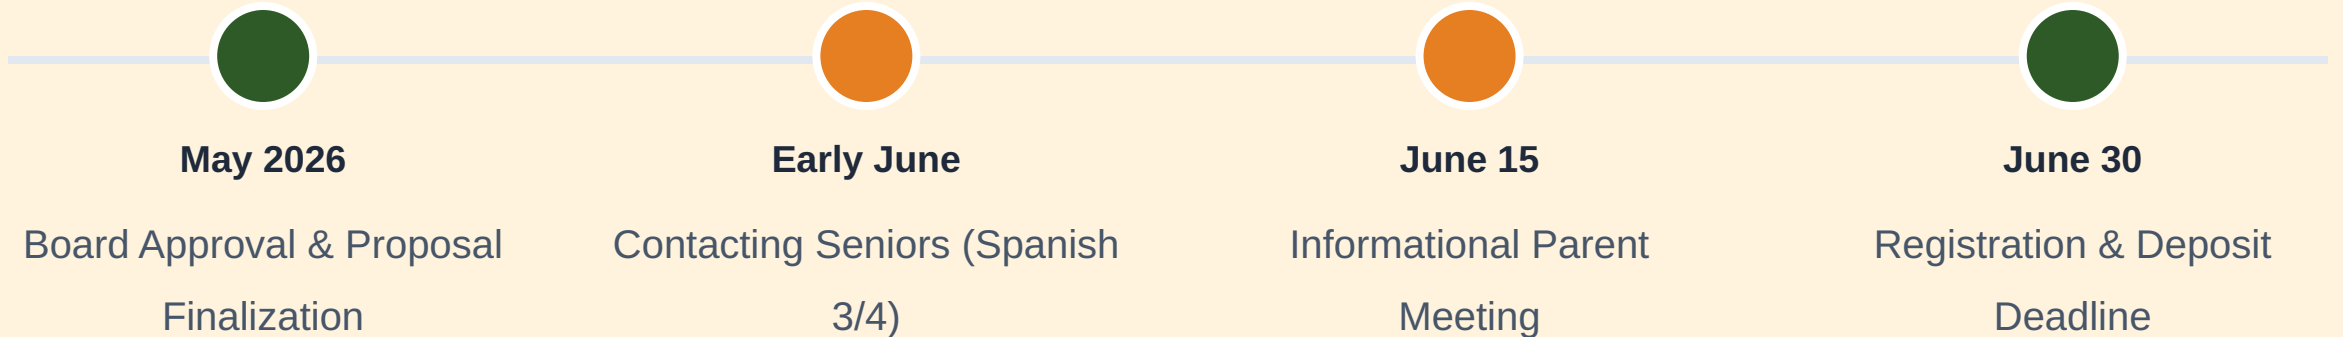 May 2026
Early June
June 15
June 30
Board Approval & Proposal
Finalization
Contacting Seniors (Spanish
3/4)
Informational Parent
Meeting
Registration & Deposit
Deadline